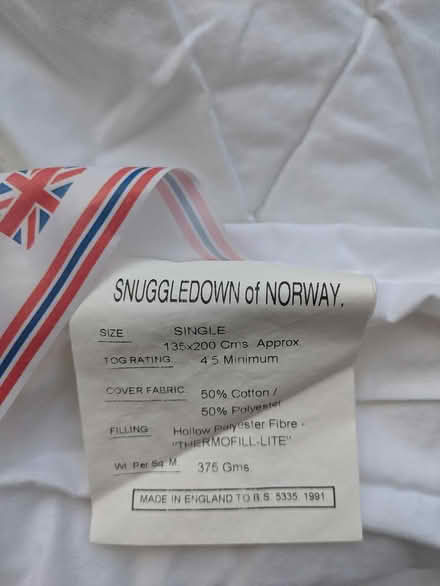 SNUGGLEDOWN of NORWAY.
SIZE SINGLE
135x200 Cms Approx
TOG RATING 4.5 Minimum
COVER FABRIC 50% Cotton /
50% Polyester
FILLING Hollow Polyester Fibre -
"THERMOFILL-LITE"
Wt. Per Sq. M. 375 Gms
MADE IN ENGLAND TO B.S. 5335 1991